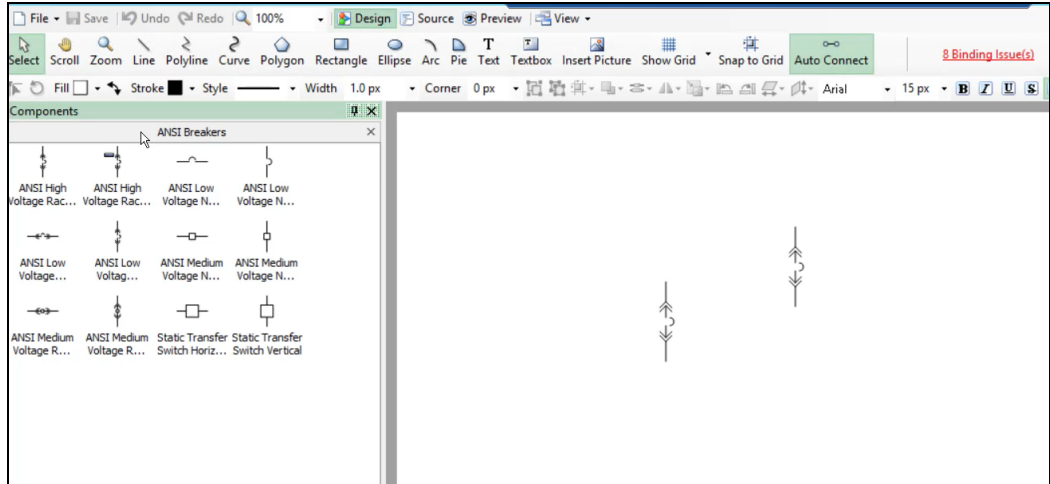 File Save Undo Redo 100% Design Source Preview View
Select Scroll Zoom Line Polyline Curve Polygon Rectangle Ellipse Arc Pie Text Textbox Insert Picture Show Grid Snap to Grid Auto Connect 8 Binding Issue(s)
Fill Stroke Style Width 1.0 px Corner 0 px Arial 15 px B I U S
Components
ANSI Breakers
ANSI High ANSI High ANSI Low ANSI Low
Voltage Rac... Voltage Rac... Voltage N... Voltage N...
ANSI Low ANSI Low ANSI Medium ANSI Medium
Voltage... Voltag... Voltage N... Voltage N...
ANSI Medium ANSI Medium Static Transfer Static Transfer
Voltage R... Voltage R... Switch Horiz... Switch Vertical